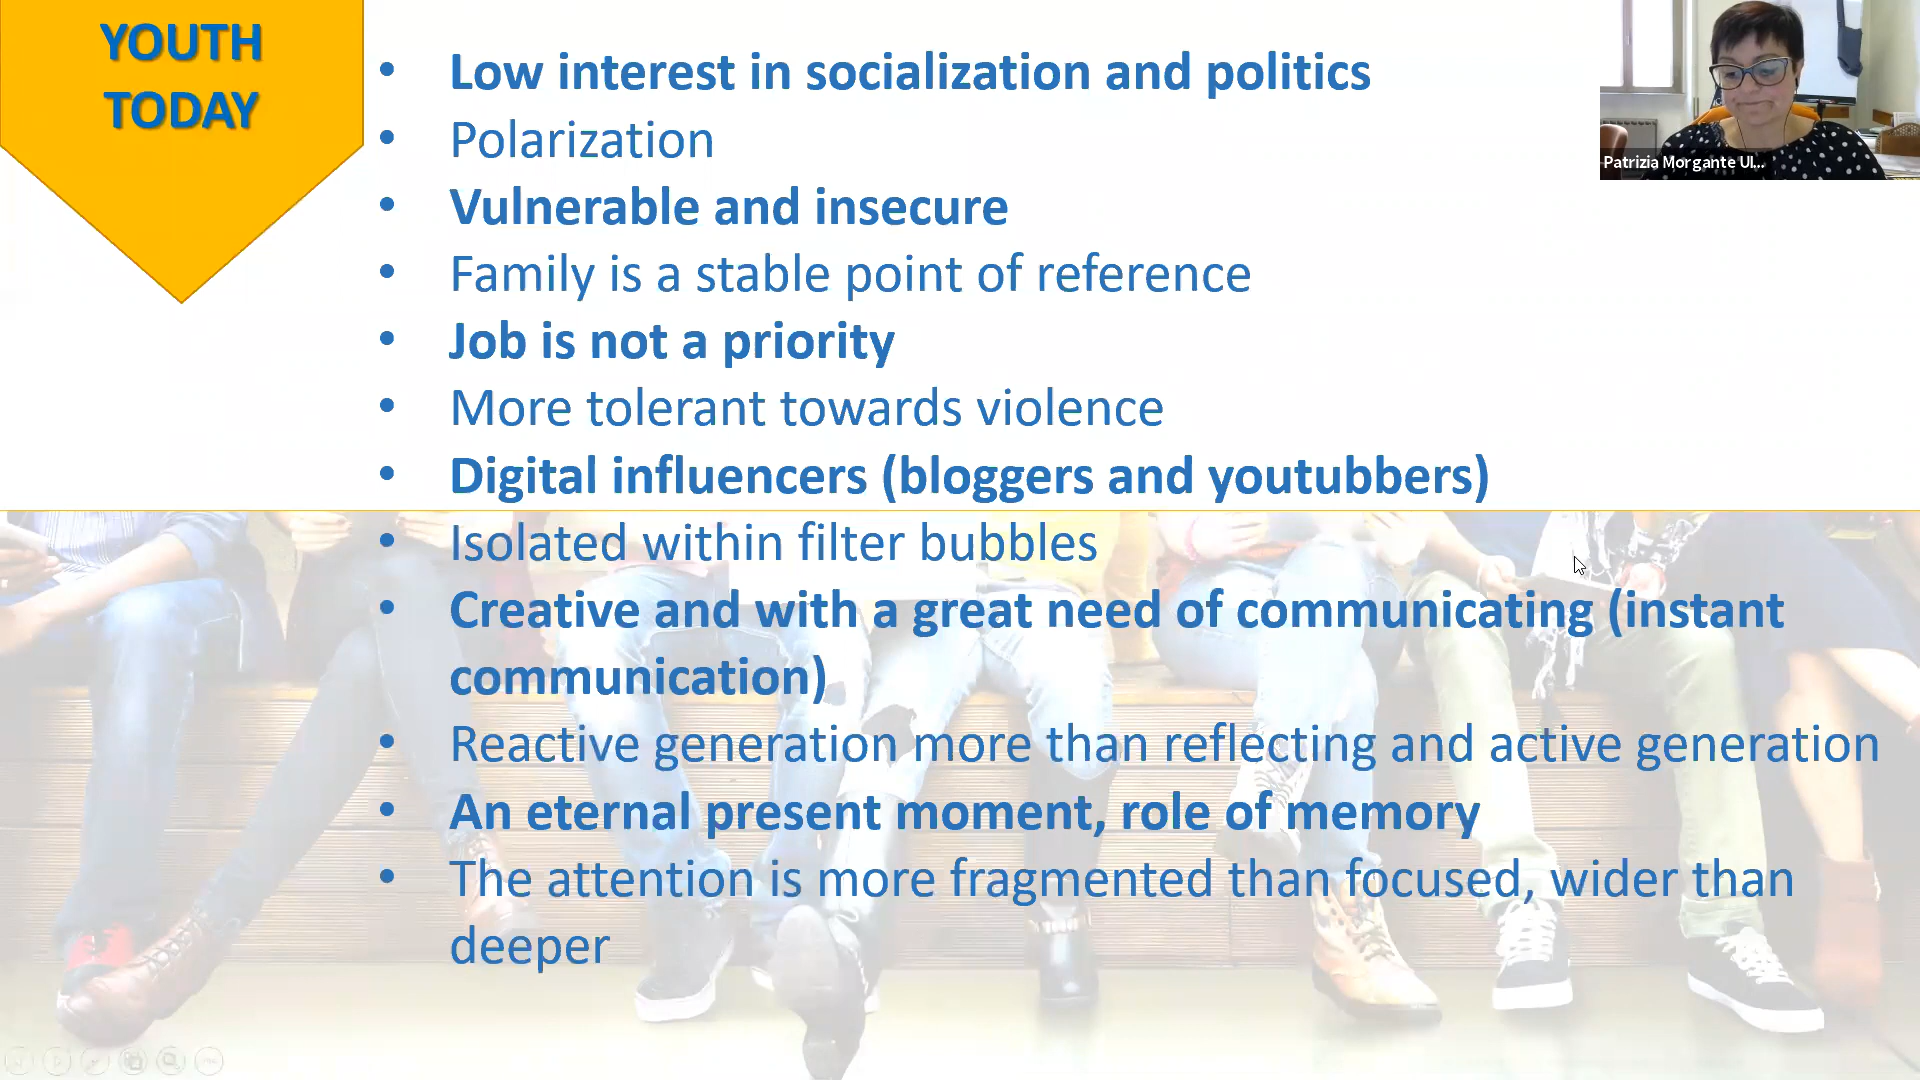 YOUTH
TODAY
• Low interest in socialization and politics
• Polarization
• Vulnerable and insecure
• Family is a stable point of reference
• Job is not a priority
• More tolerant towards violence
• Digital influencers (bloggers and youtubbers)
• Isolated within filter bubbles
• Creative and with a great need of communicating (instant
communication)
• Reactive generation more than reflecting and active generation
• An eternal present moment, role of memory
• The attention is more fragmented than focused, wider than
deeper
Patrizia Morgante UI...